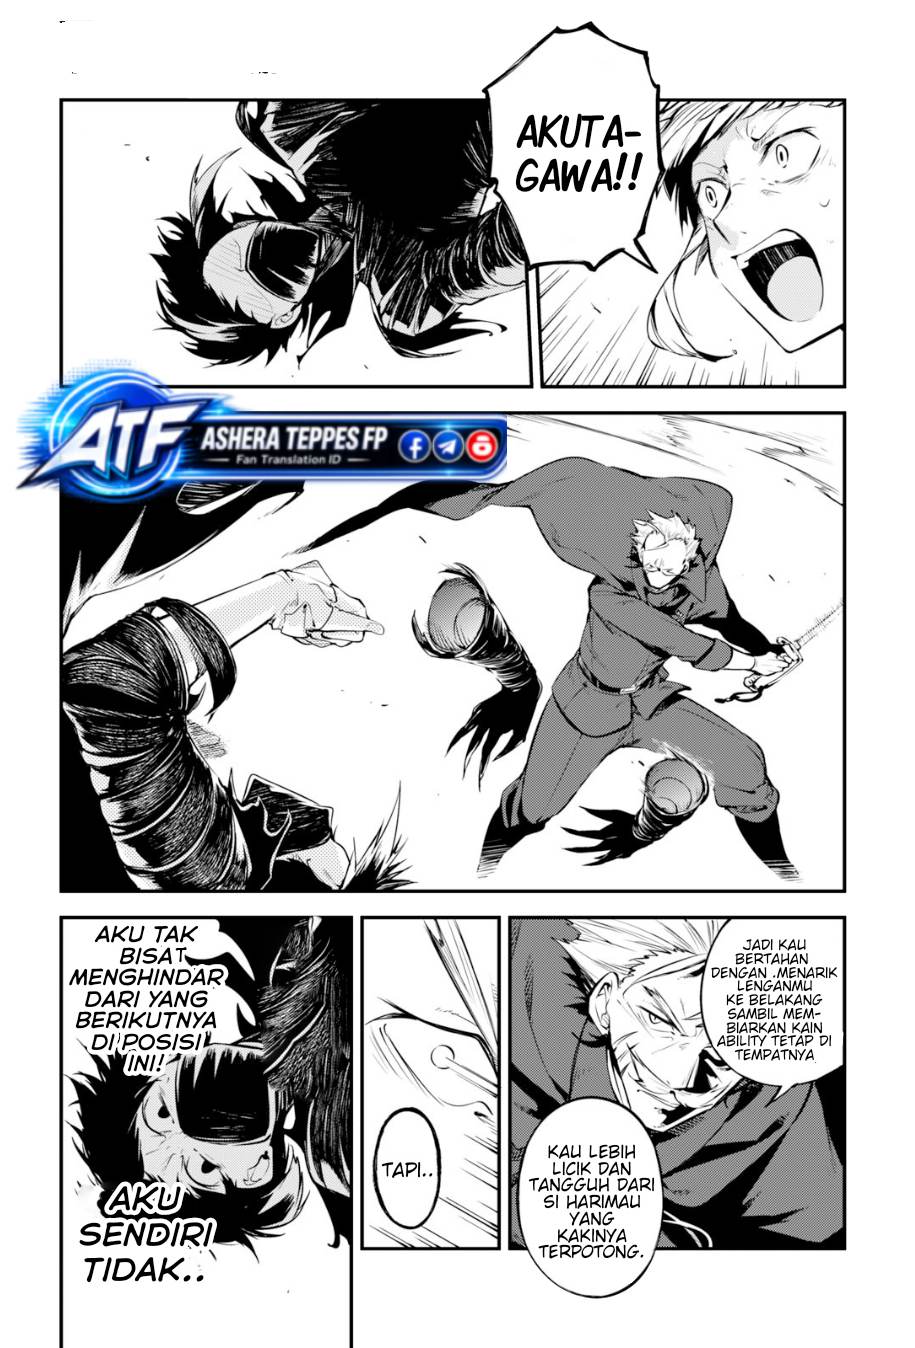 AKUTA-
GAWA!!
ATF
ASHERA TEPPES FP
Fan Translation ID
JADI KAU
BERTAHAN
DENGAN .MENARIK
LENGANMU
KE BELAKANG
SAMBIL MEM-
BIARKAN KAIN
ABILITY TETAP DI
TEMPATNYA
KAU LEBIH
LICIK DAN
TANGGUH DARI
SI HARIMAU
YANG
KAKINYA
TERPOTONG.
TAPI..
AKU TAK
BISAT
MENGHINDAR
DARI YANG
BERIKUTNYA
DI POSISI
INI!
AKU
SENDIRI
TIDAK..